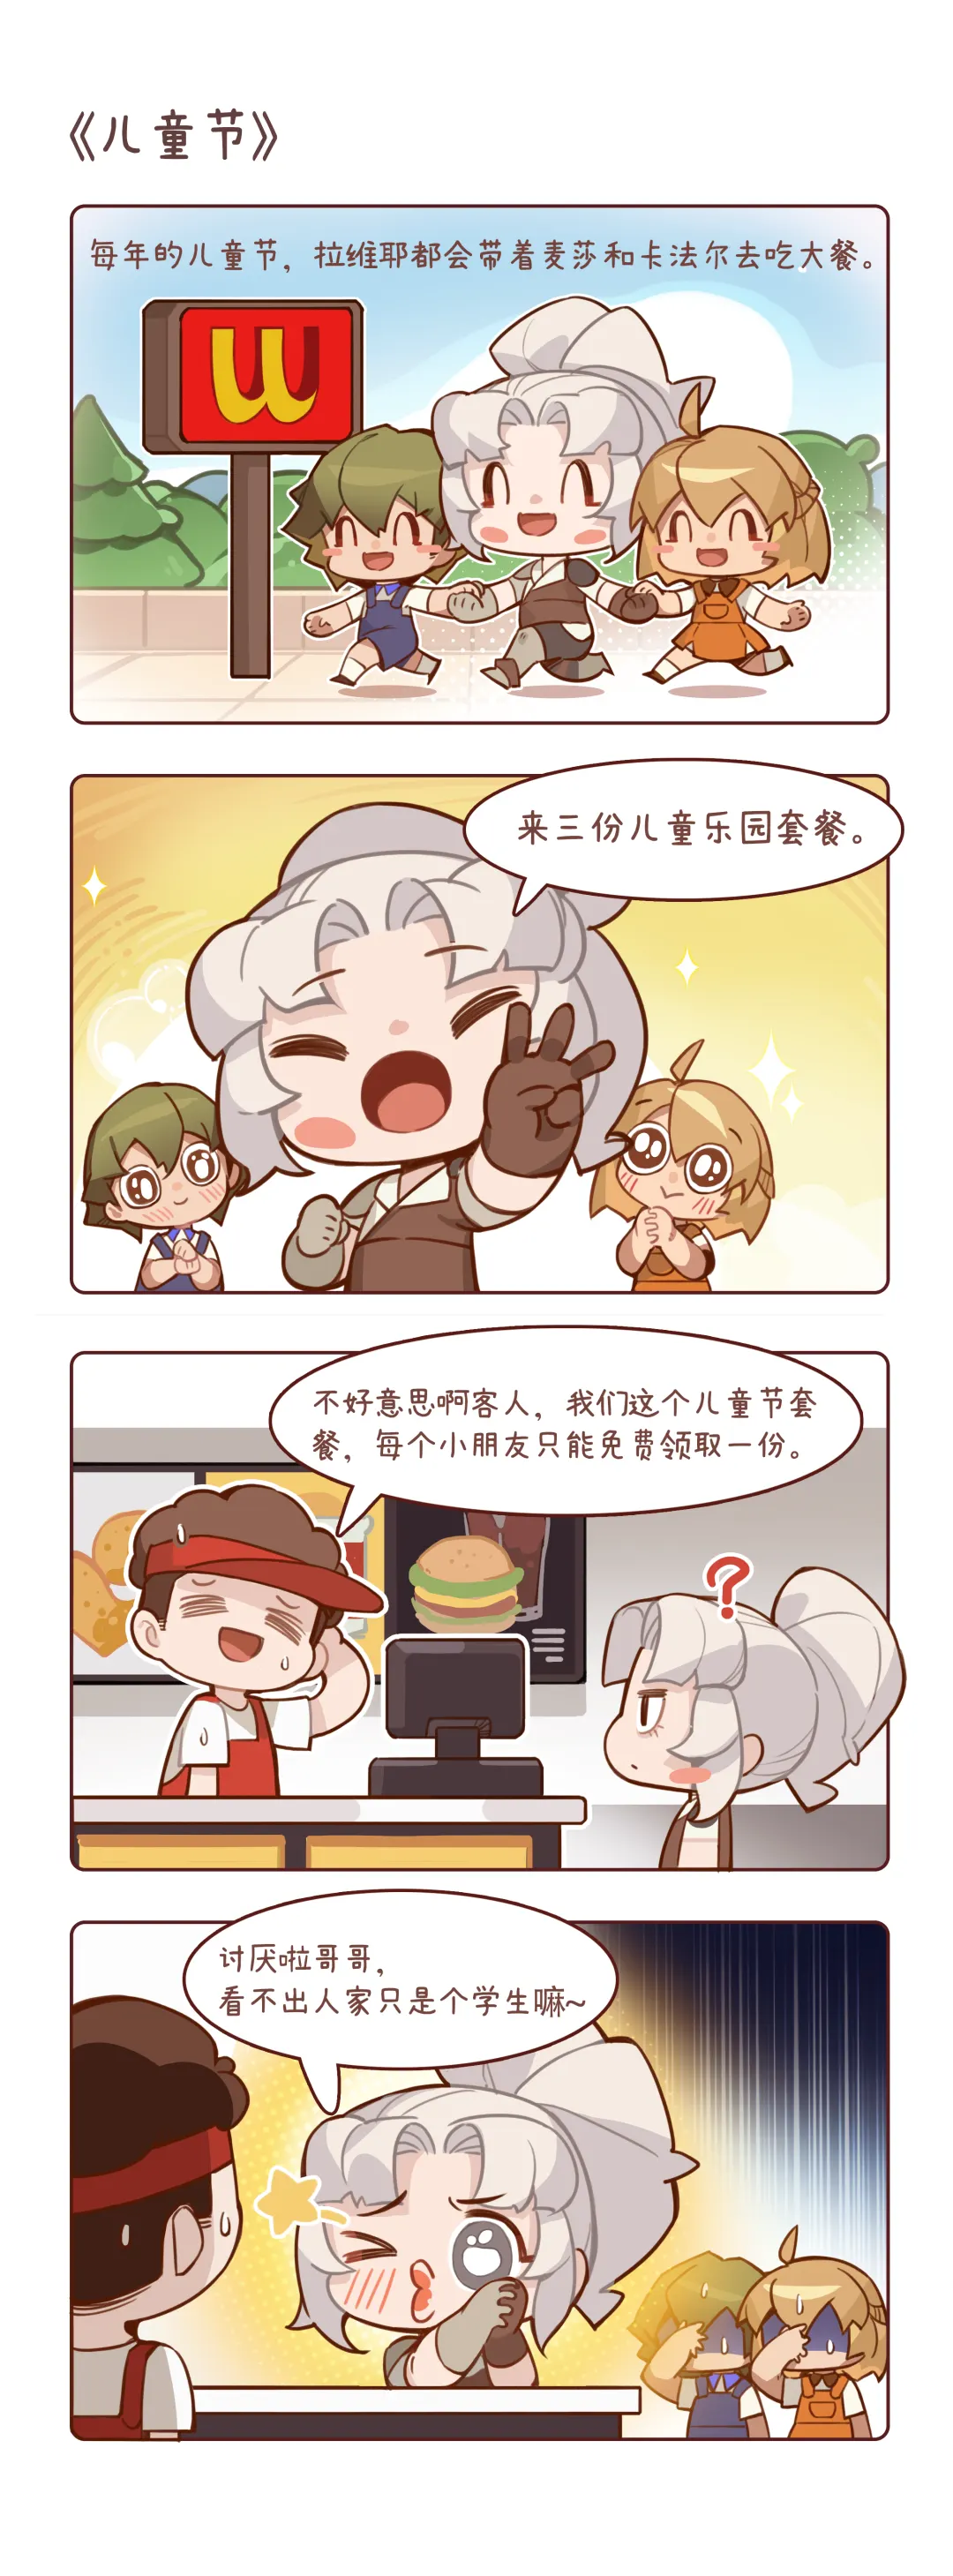 《儿童节》
每年的儿童节，拉维耶都会带着麦莎和卡法尔去吃大餐。
W
来三份儿童乐园套餐。
不好意思啊客人，我们这个儿童节套
餐，每个小朋友只能免费领取一份。
?
讨厌啦哥哥，
看不出人家只是个学生嘛~